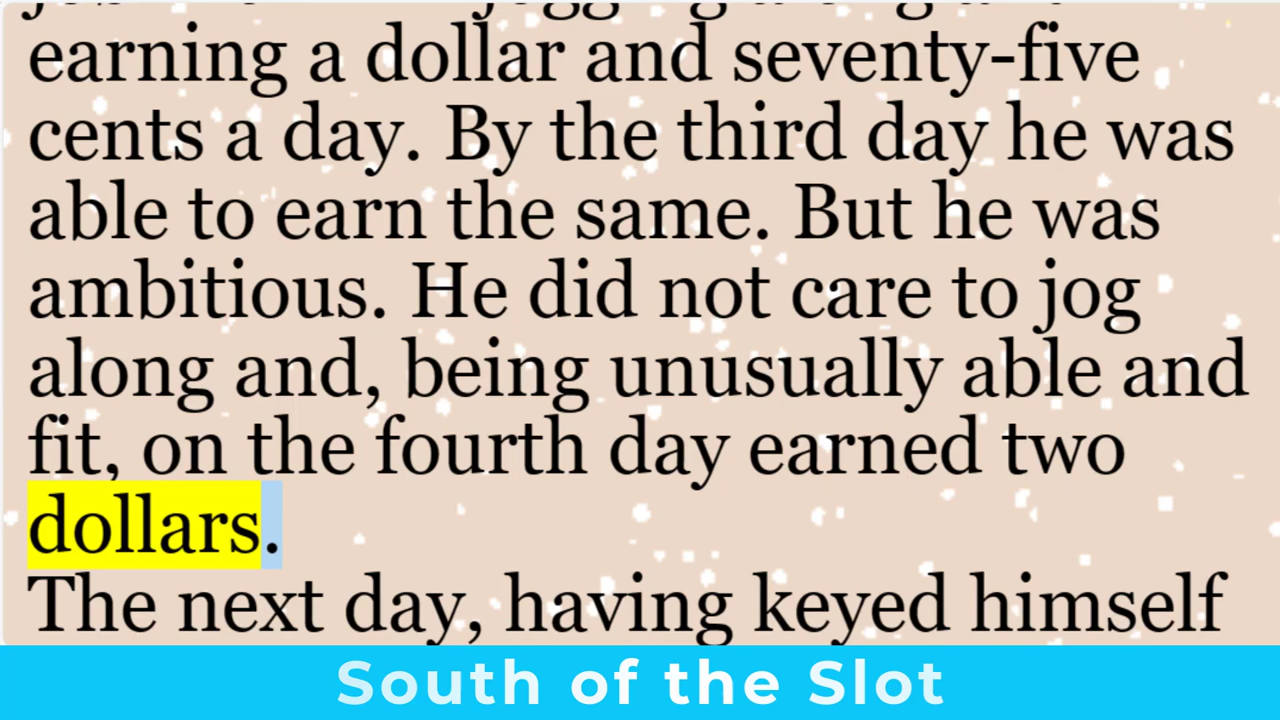 earning a dollar and seventy-five
cents a day. By the third day he was
able to earn the same. But he was
ambitious. He did not care to jog
along and, being unusually able and
fit, on the fourth day earned two
dollars.
The next day, having keyed himself
South of the Slot